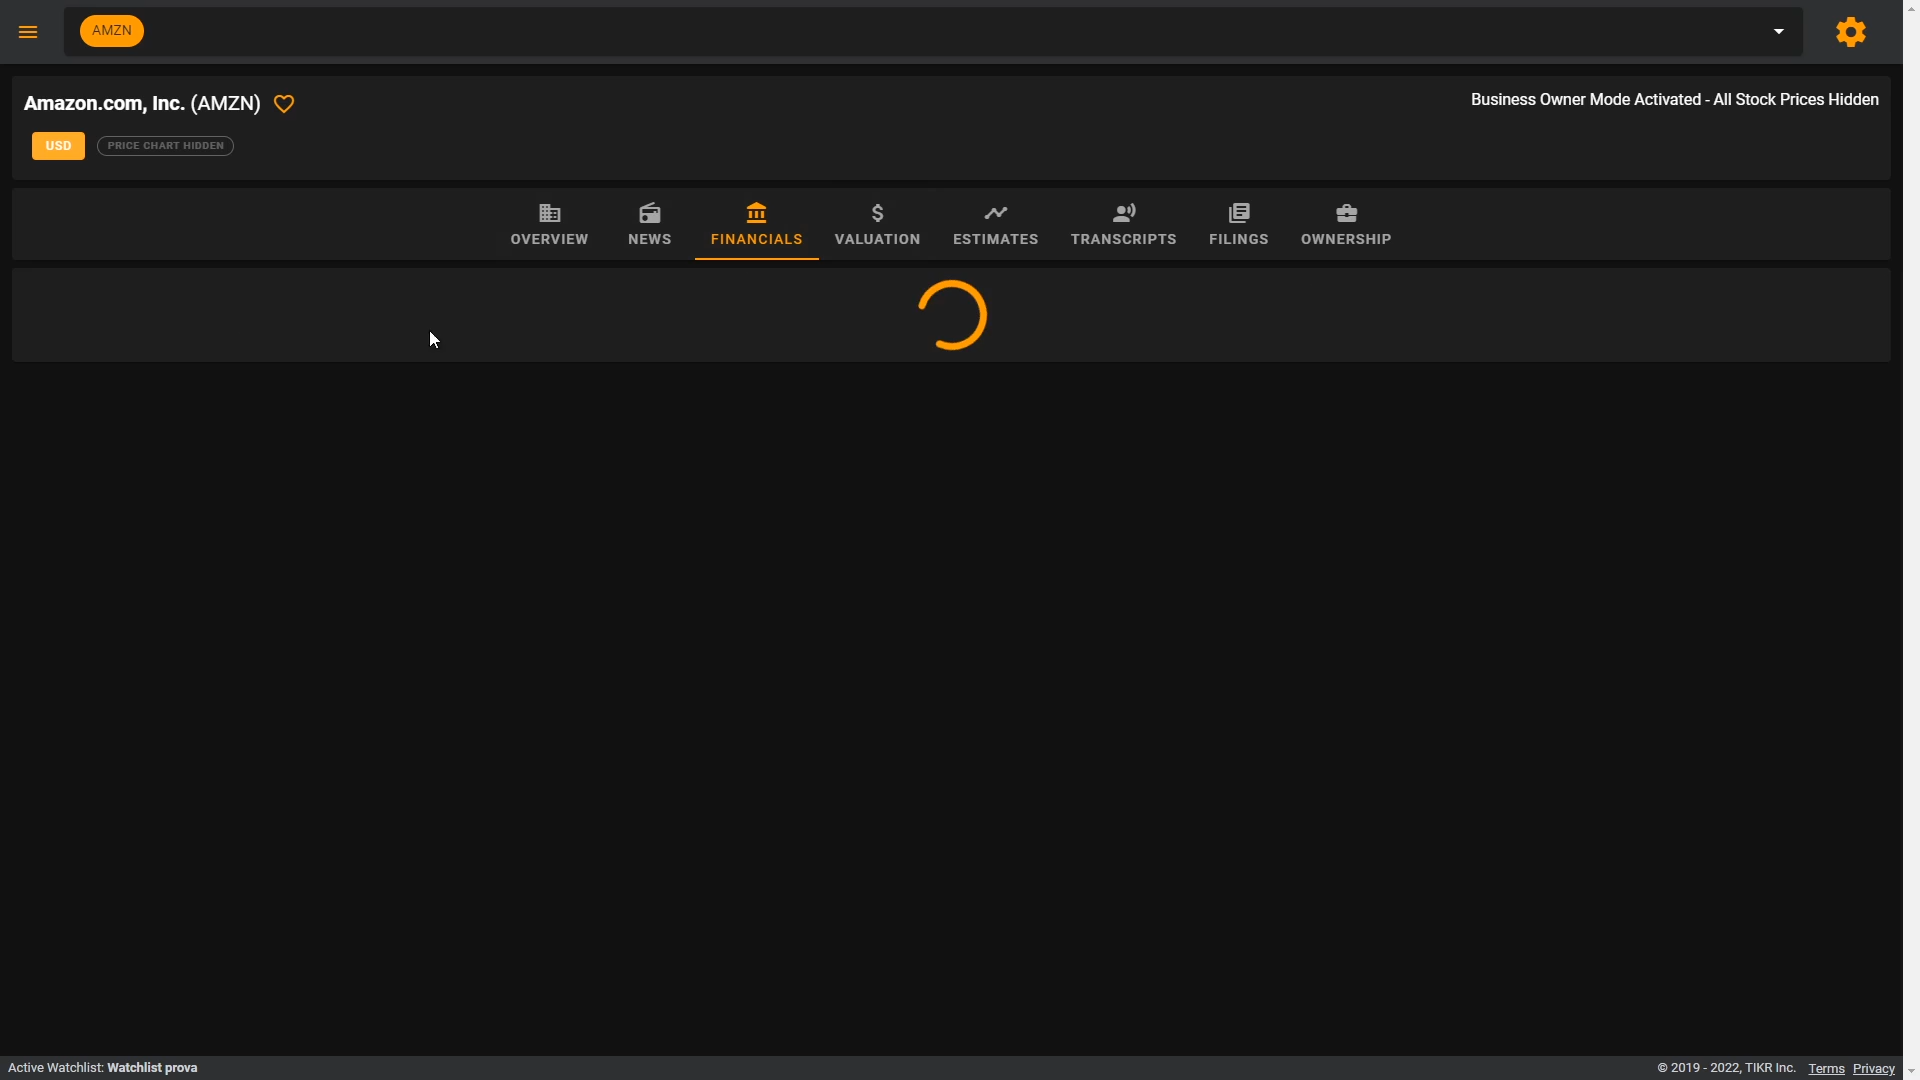 AMZN
Amazon.com, Inc. (AMZN)
Business Owner Mode Activated - All Stock Prices Hidden
USD
PRICE CHART HIDDEN
OVERVIEW
NEWS
FINANCIALS
VALUATION
ESTIMATES
TRANSCRIPTS
FILINGS
OWNERSHIP
Active Watchlist: Watchlist prova
© 2019 - 2022, TIKR Inc. Terms Privacy